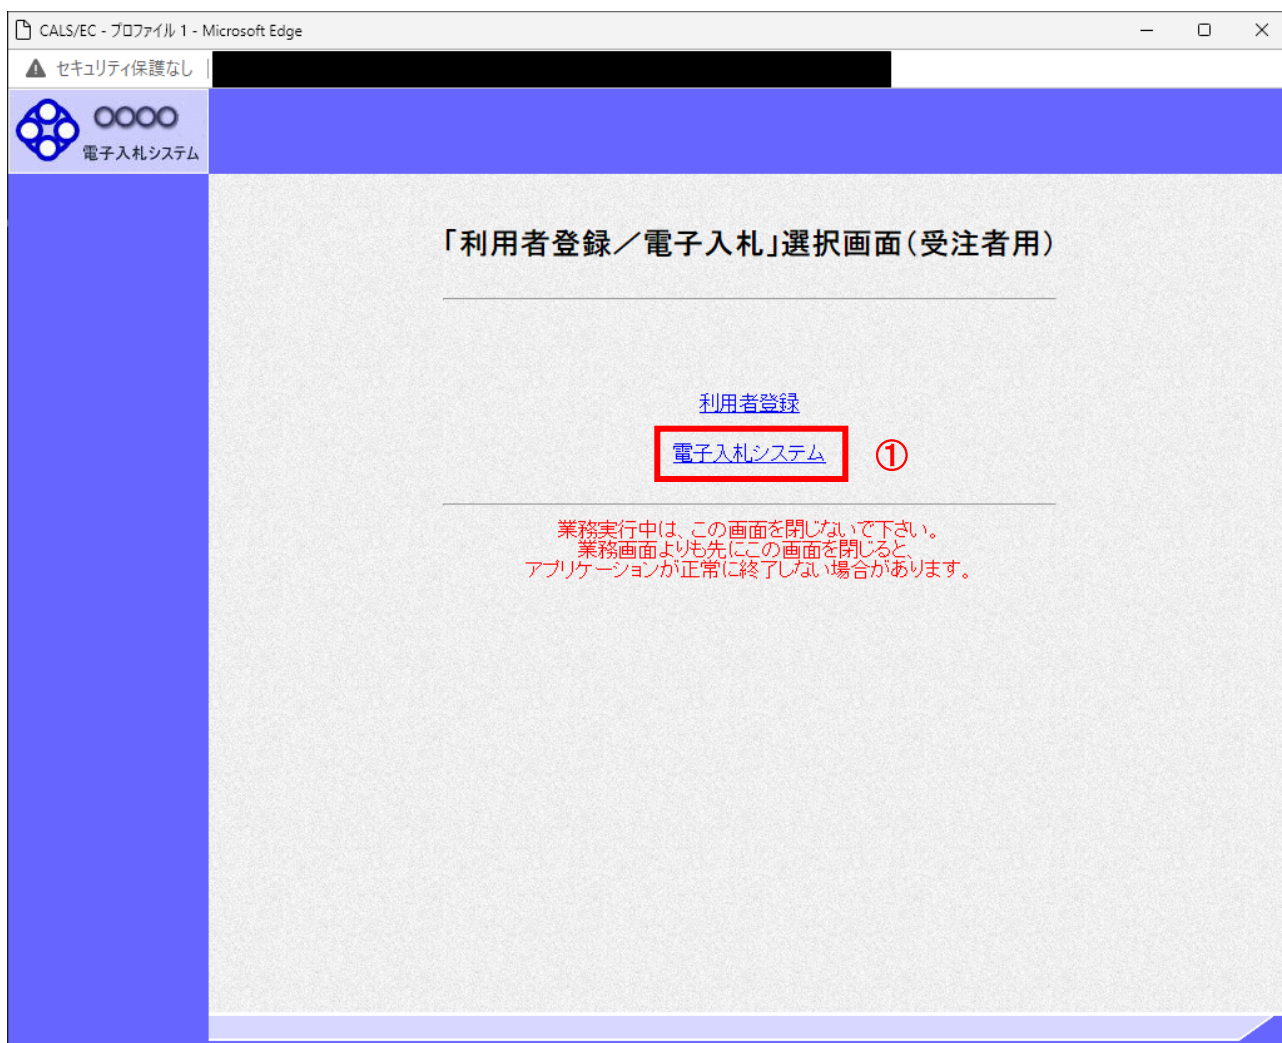 CALS/EC - プロファイル 1 - Microsoft Edge
セキュリティ保護なし
〇〇〇〇
電子入札システム
「利用者登録／電子入札」選択画面(受注者用)
利用者登録
電子入札システム ①
業務実行中は、この画面を閉じないで下さい。
業務画面よりも先にこの画面を閉じると、
アプリケーションが正常に終了しない場合があります。